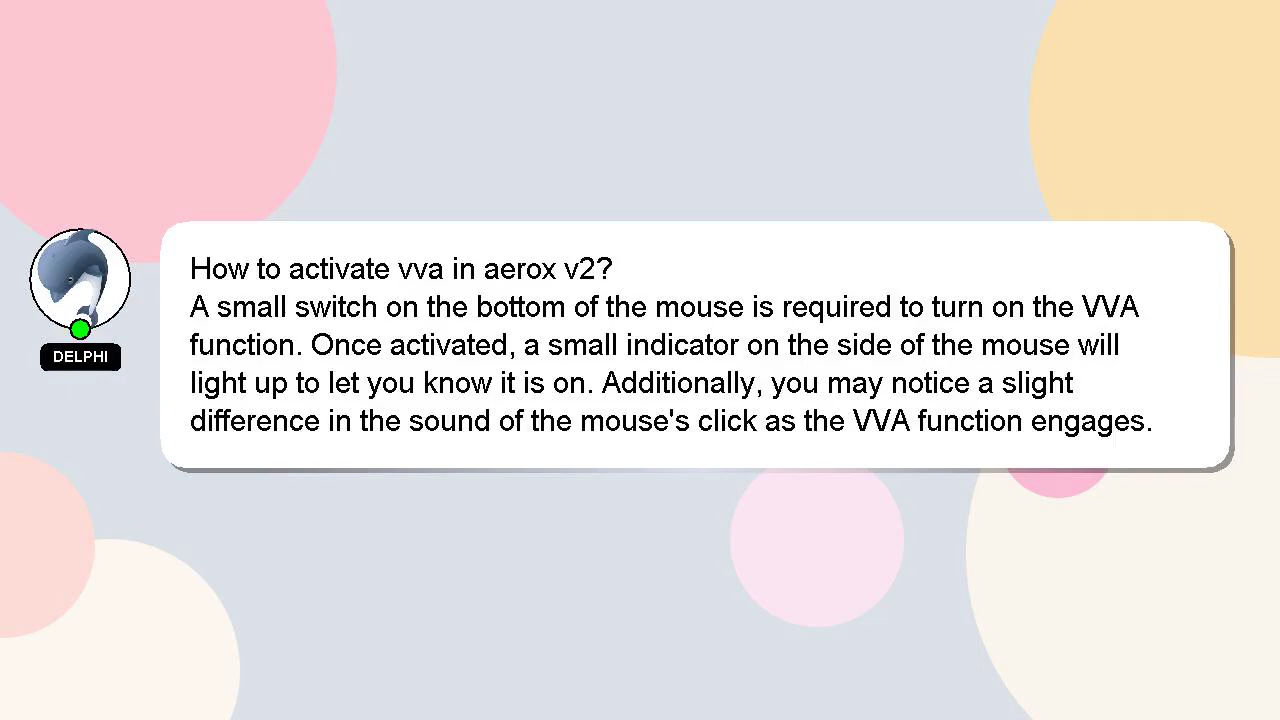 How to activate vva in aerox v2?
A small switch on the bottom of the mouse is required to turn on the VVA
function. Once activated, a small indicator on the side of the mouse will
light up to let you know it is on. Additionally, you may notice a slight
difference in the sound of the mouse's click as the VVA function engages.
DELPHI